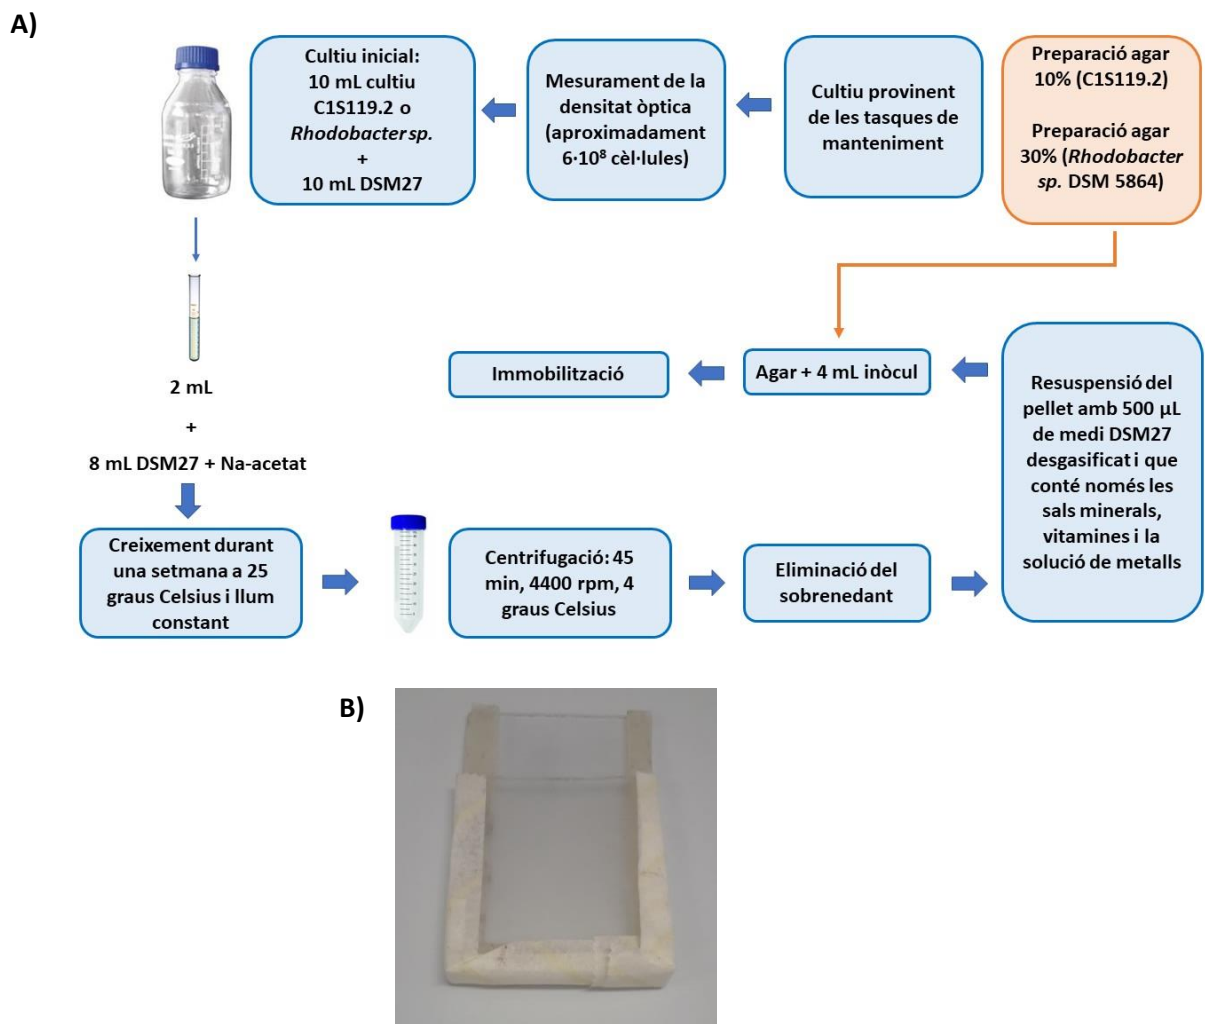 A)
Cultiu inicial:
10 mL cultiu
C1S119.2 o
Rhodobacter sp.
+
10 mL DSM27
Mesurament de la
densitat òptica
(aproximadament
6·10⁸ cèl·lules)
Cultiu provinent
de les tasques de
manteniment
Preparació agar
10% (C1S119.2)
Preparació agar
30% (Rhodobacter
sp. DSM 5864)
2 mL
+
8 mL DSM27 + Na-acetat
Immobilització
Agar + 4 mL inòcul
Resuspensió del
pellet amb 500 µL
de medi DSM27
desgasificat i que
conté només les
sals minerals,
vitamines i la
solució de metalls
Creixement durant
una setmana a 25
graus Celsius i llum
constant
Centrifugació: 45
min, 4400 rpm, 4
graus Celsius
Eliminació del
sobrenedant
B)